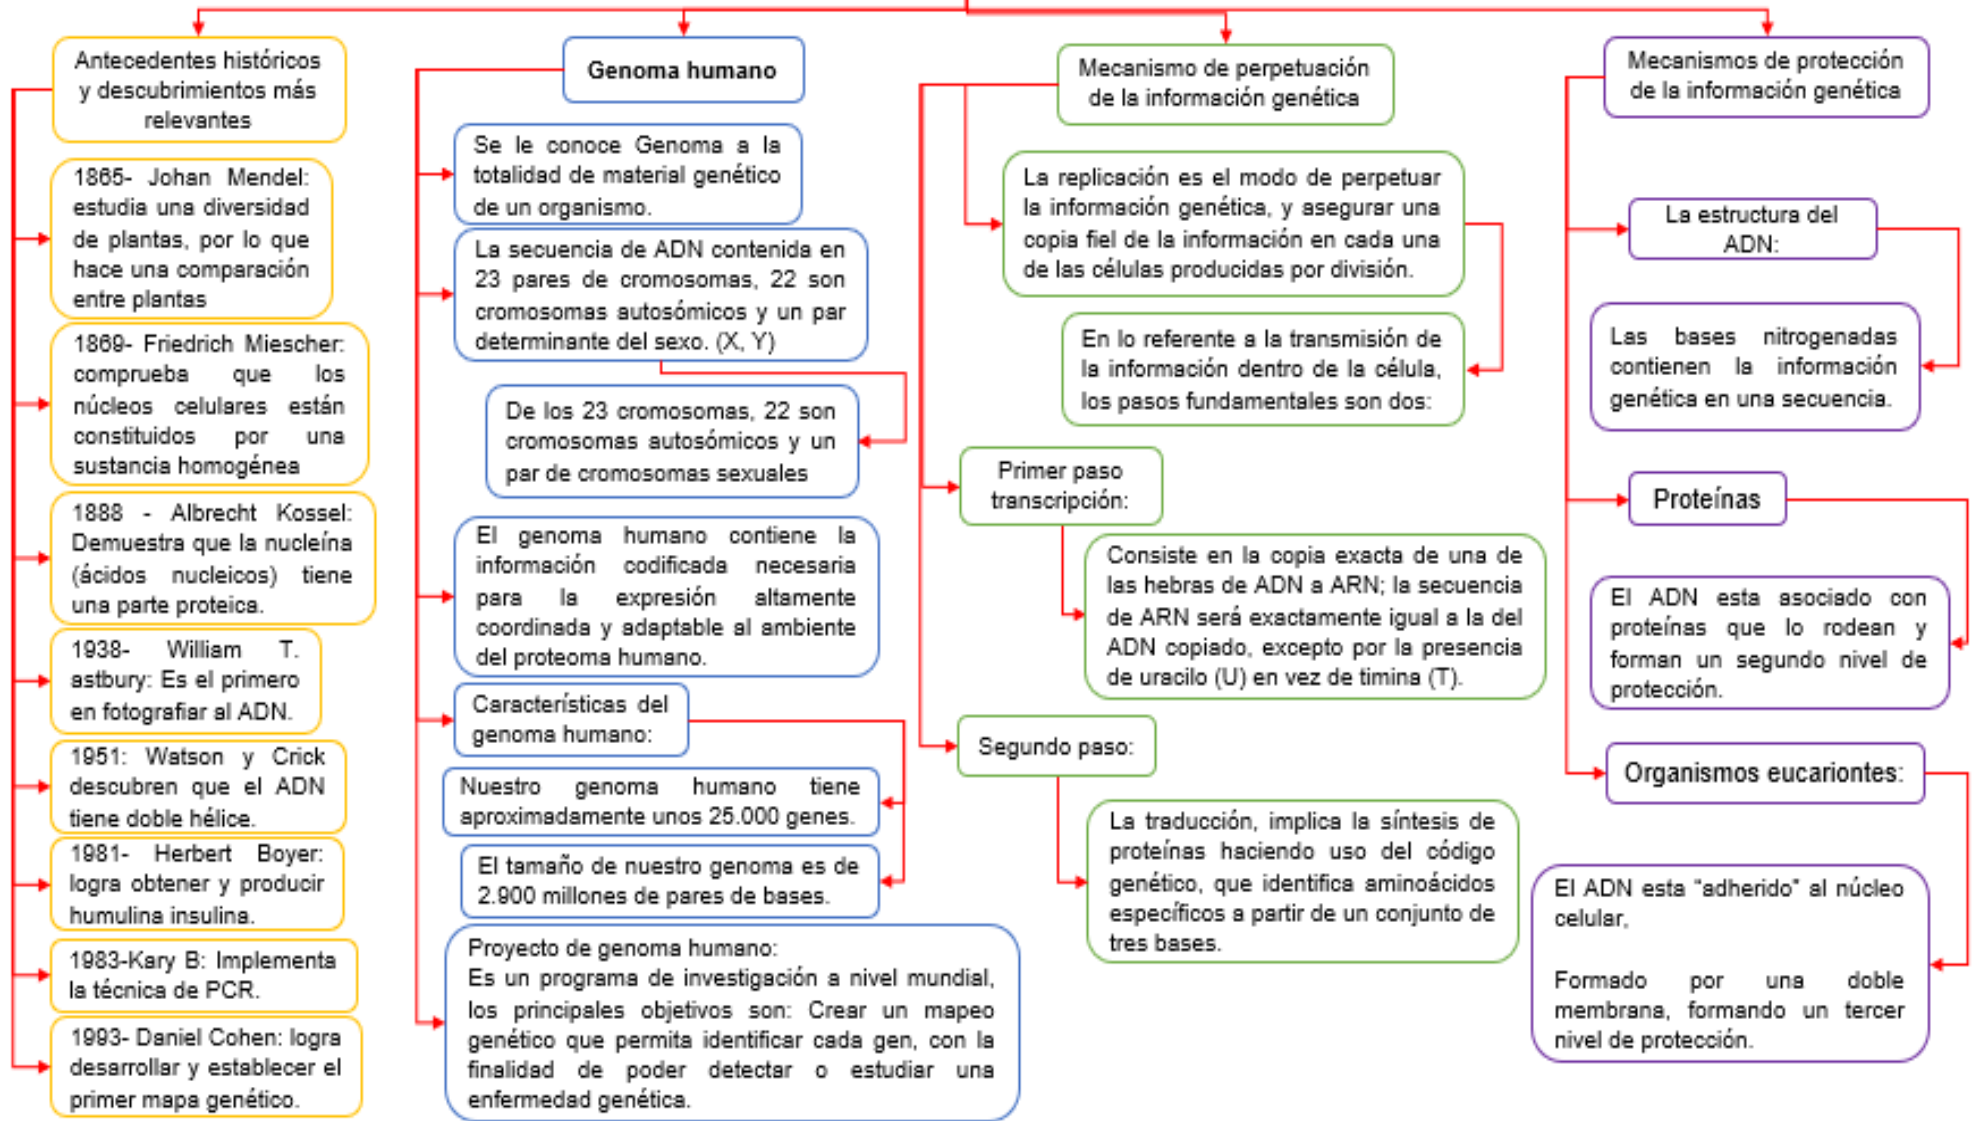 Antecedentes históricos
y descubrimientos más
relevantes
1865- Johan Mendel:
estudia una diversidad
de plantas, por lo que
hace una comparación
entre plantas
1869- Friedrich Miescher:
comprueba que los
núcleos celulares están
constituidos por una
sustancia homogénea
1888 - Albrecht Kossel:
Demuestra que la nucleína
(ácidos nucleicos) tiene
una parte proteica.
1938- William T.
astbury: Es el primero
en fotografiar al ADN.
1951: Watson y Crick
descubren que el ADN
tiene doble hélice.
1981- Herbert Boyer:
logra obtener y producir
humulina insulina.
1983-Kary B: Implementa
la técnica de PCR.
1993- Daniel Cohen: logra
desarrollar y establecer el
primer mapa genético.
Genoma humano
Se le conoce Genoma a la
totalidad de material genético
de un organismo.
La secuencia de ADN contenida en
23 pares de cromosomas, 22 son
cromosomas autosómicos y un par
determinante del sexo. (X, Y)
De los 23 cromosomas, 22 son
cromosomas autosómicos y un
par de cromosomas sexuales
El genoma humano contiene la
información codificada necesaria
para la expresión altamente
coordinada y adaptable al ambiente
del proteoma humano.
Características del
genoma humano:
Nuestro genoma humano tiene
aproximadamente unos 25.000 genes.
El tamaño de nuestro genoma es de
2.900 millones de pares de bases.
Proyecto de genoma humano:
Es un programa de investigación a nivel mundial,
los principales objetivos son: Crear un mapeo
genético que permita identificar cada gen, con la
finalidad de poder detectar o estudiar una
enfermedad genética.
Mecanismo de perpetuación
de la información genética
La replicación es el modo de perpetuar
la información genética, y asegurar una
copia fiel de la información en cada una
de las células producidas por división.
En lo referente a la transmisión de
la información dentro de la célula,
los pasos fundamentales son dos:
Primer paso
transcripción:
Consiste en la copia exacta de una de
las hebras de ADN a ARN; la secuencia
de ARN será exactamente igual a la del
ADN copiado, excepto por la presencia
de uracilo (U) en vez de timina (T).
Segundo paso:
La traducción, implica la síntesis de
proteínas haciendo uso del código
genético, que identifica aminoácidos
específicos a partir de un conjunto de
tres bases.
Mecanismos de protección
de la información genética
La estructura del
ADN:
Las bases nitrogenadas
contienen la información
genética en una secuencia.
Proteínas
El ADN esta asociado con
proteínas que lo rodean y
forman un segundo nivel de
protección.
Organismos eucariontes:
El ADN esta "adherido" al núcleo
celular,
Formado por una doble
membrana, formando un tercer
nivel de protección.